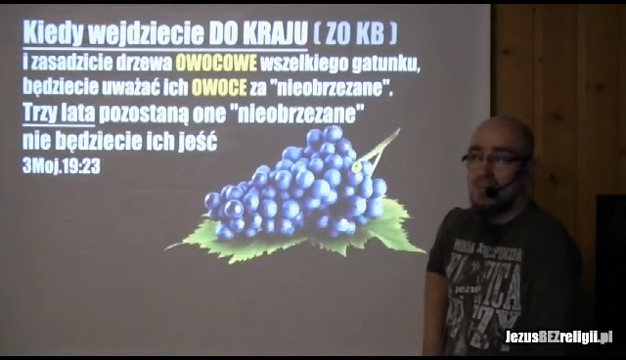 Kiedy wejdziecie DO KRAJU ( ZO KB )
i zasadzicie drzewa OWOCOWE wszelkiego gatunku,
będziecie uważać ich OWOCE za "nieobrzezane".
Trzy lata pozostaną one "nieobrzezane"
nie będziecie ich jeść
3Moj.19:23
JezusBEZreligii.pl